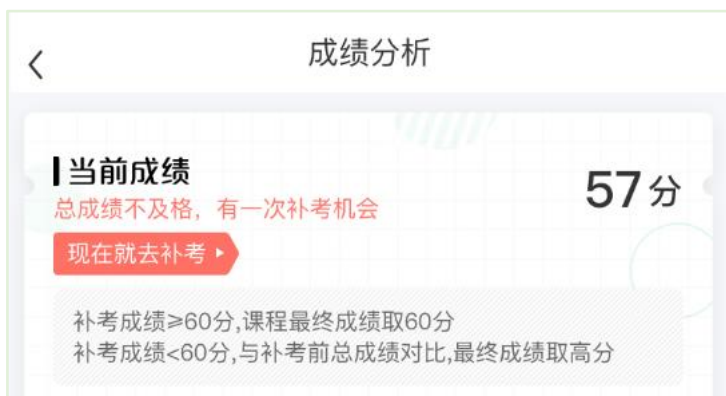 成绩分析
当前成绩
57分
总成绩不及格，有一次补考机会
现在就去补考
补考成绩≥60分,课程最终成绩取60分
补考成绩<60分,与补考前总成绩对比,最终成绩取高分